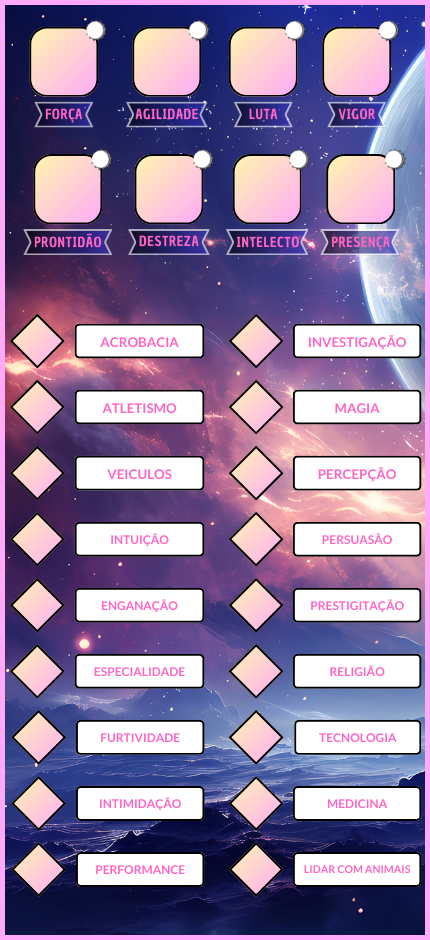 FORÇA AGILIDADE LUTA VIGOR
PRONTIDÃO DESTREZA INTELECTO PRESENÇA
ACROBACIA INVESTIGAÇÃO
ATLETISMO MAGIA
VEICULOS PERCEPÇÃO
INTUIÇÃO PERSUASÃO
ENGANAÇÃO PRESTIGITAÇÃO
ESPECIALIDADE RELIGIÃO
FURTIVIDADE TECNOLOGIA
INTIMIDAÇÃO MEDICINA
PERFORMANCE LIDAR COM ANIMAIS